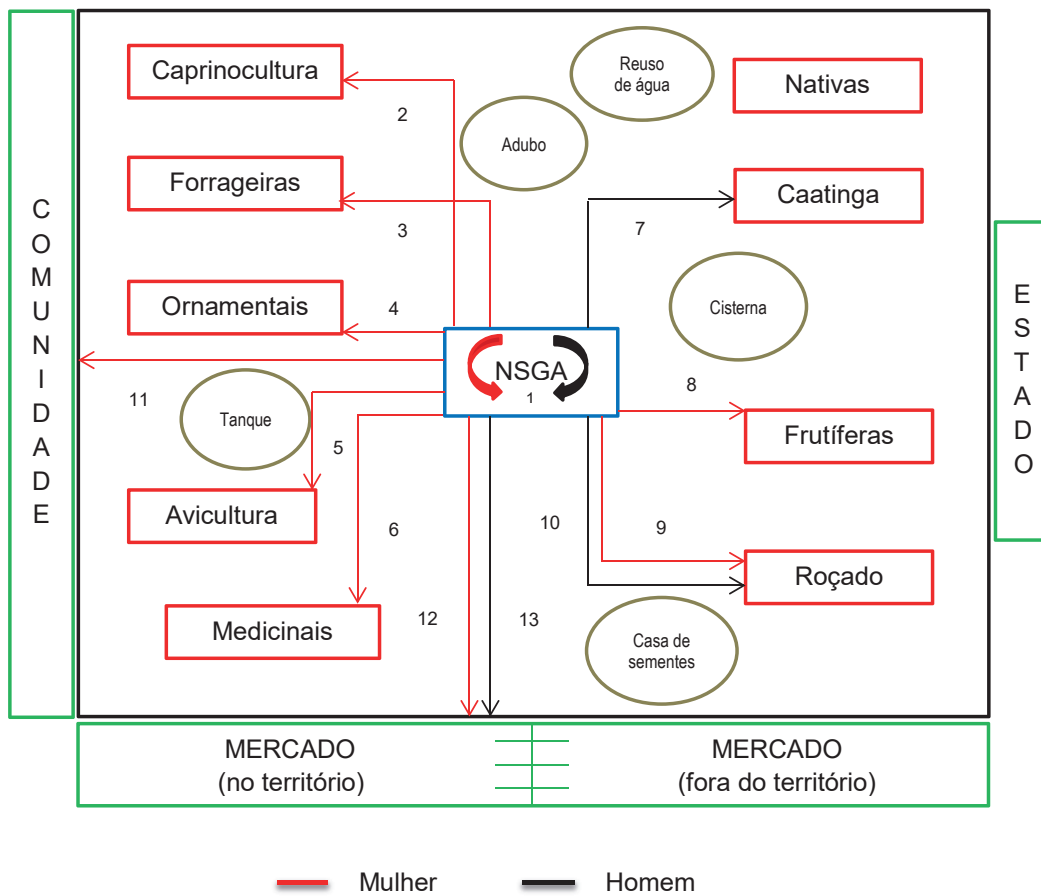 Caprinocultura
Reuso
de água
Nativas
2
Adubo
Forrageiras
Caatinga
3
7
COMUNIDADE
Ornamentais
4
Cisterna
ESTADO
NSGA
1
11
Tanque
5
8
Frutíferas
Avicultura
6
10
9
Roçado
Medicinais
12
13
Casa de
sementes
MERCADO
(no território)
MERCADO
(fora do território)
Mulher
Homem